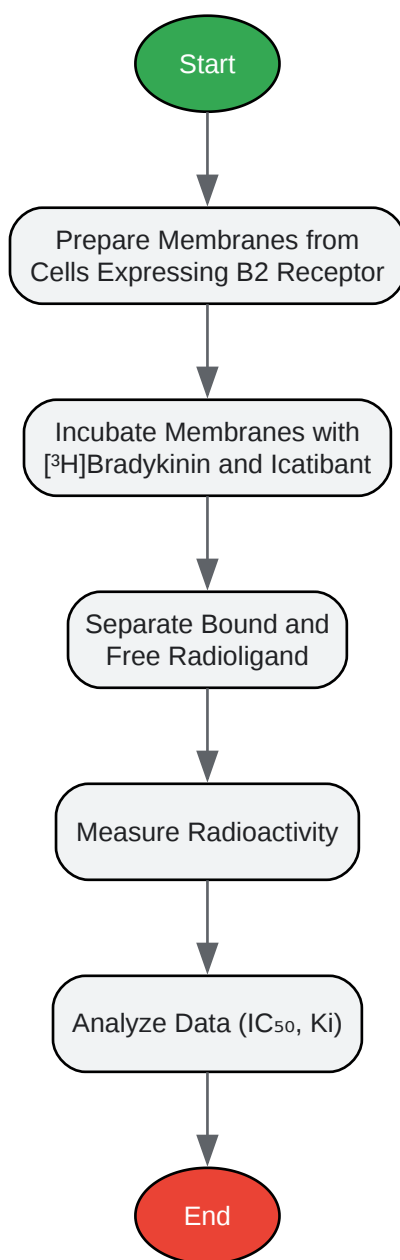 Start
Prepare Membranes from
Cells Expressing B2 Receptor
Incubate Membranes with
[³H]Bradykinin and Icatibant
Separate Bound and
Free Radioligand
Measure Radioactivity
Analyze Data (IC₅₀, Ki)
End